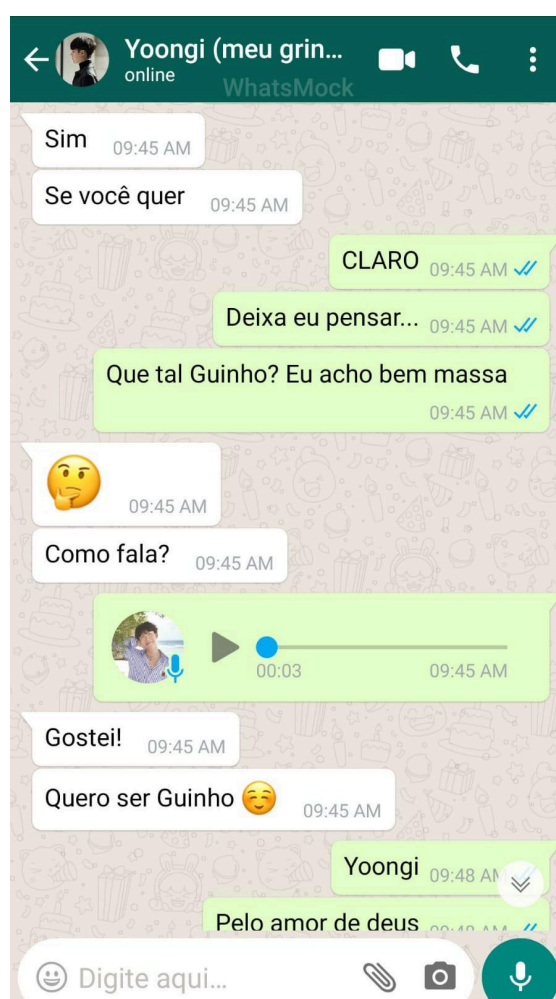 Yoongi (meu grin...
online
WhatsMock
Sim 09:45 AM
Se você quer 09:45 AM
CLARO 09:45 AM
Deixa eu pensar... 09:45 AM
Que tal Guinho? Eu acho bem massa
09:45 AM
09:45 AM
Como fala? 09:45 AM
00:03 09:45 AM
Gostei! 09:45 AM
Quero ser Guinho 09:45 AM
Yoongi 09:48 AM
Pelo amor de deus
Digite aqui...